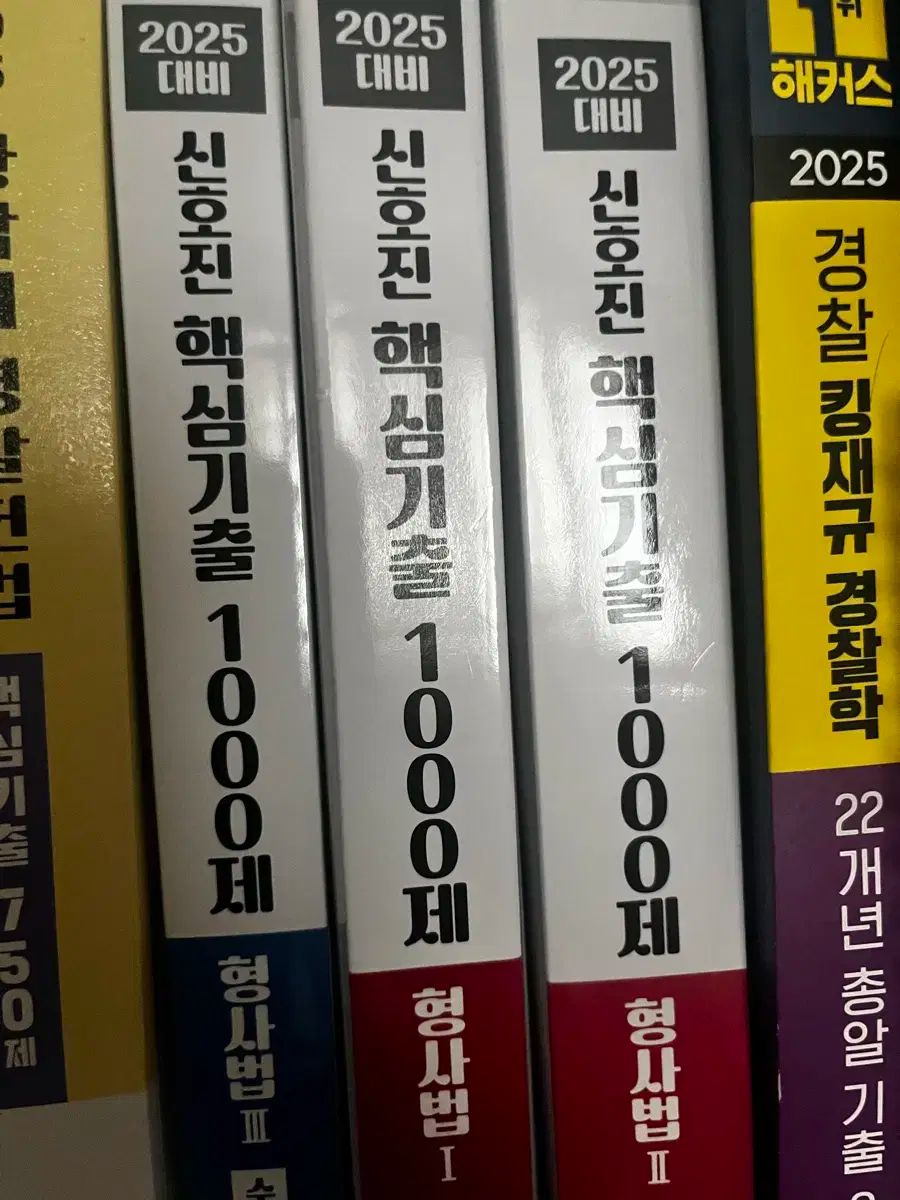 핵심기출 750제
2025
대비
신호진 핵심기출 1000제
형사법 Ⅲ
2025
대비
신호진 핵심기출 1000제
형사법 Ⅰ
2025
대비
신호진 핵심기출 1000제
형사법 Ⅱ
위
해커스
2025
경찰 킹재규 경찰학
22개년 총알 기출